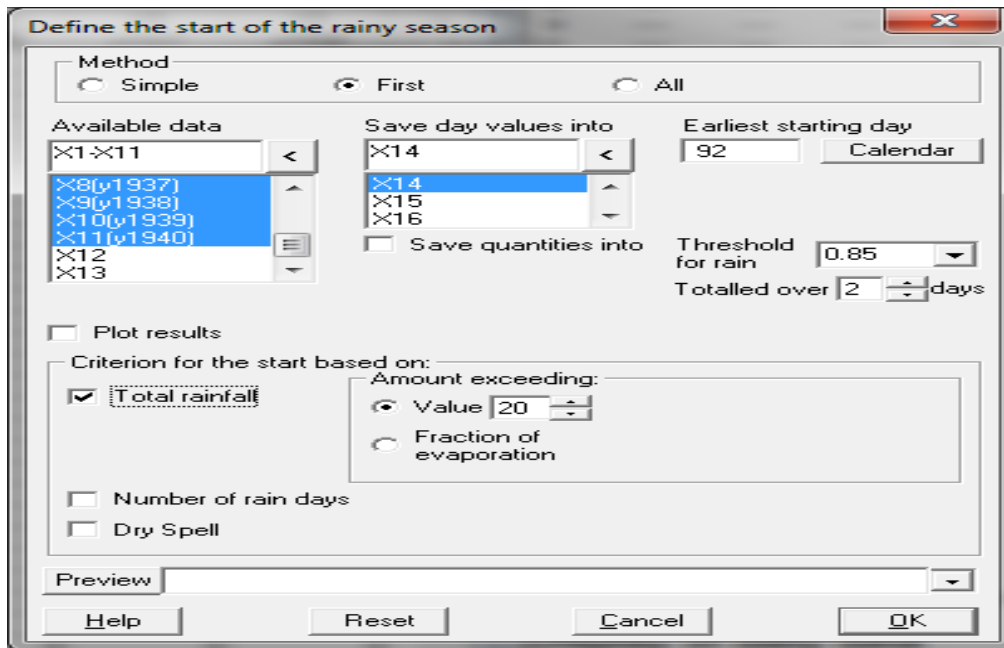 Define the start of the rainy season
Method
Simple First All
Available data Save day values into Earliest starting day
X1-X11 < X14 < 92 Calendar
X8(y1937) X14
X9(y1938) X15
X10(y1939) X16
X11(y1940) Save quantities into Threshold for rain 0.85
X12
X13 Totalled over 2 days
Plot results
Criterion for the start based on:
Total rainfall Amount exceeding:
Value 20
Fraction of
evaporation
Number of rain days
Dry Spell
Preview
Help Reset Cancel OK